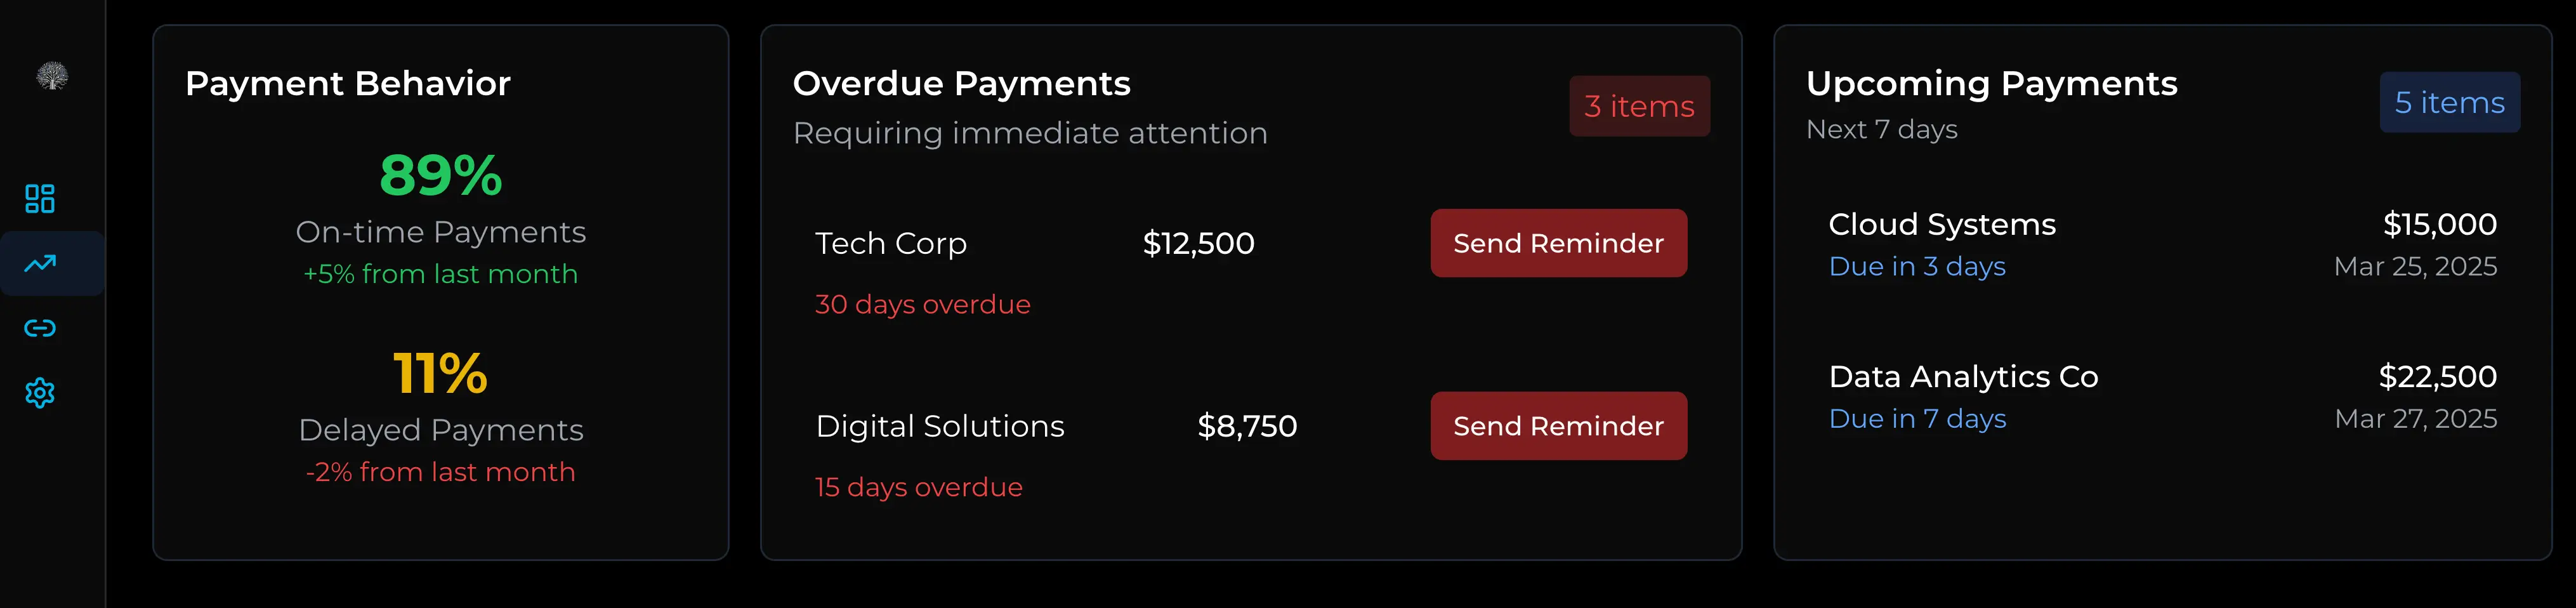 Payment Behavior
89%
On-time Payments
+5% from last month
11%
Delayed Payments
-2% from last month
Overdue Payments
Requiring immediate attention
3 items
Tech Corp $12,500 Send Reminder
30 days overdue
Digital Solutions $8,750 Send Reminder
15 days overdue
Upcoming Payments
Next 7 days
5 items
Cloud Systems $15,000
Due in 3 days Mar 25, 2025
Data Analytics Co $22,500
Due in 7 days Mar 27, 2025